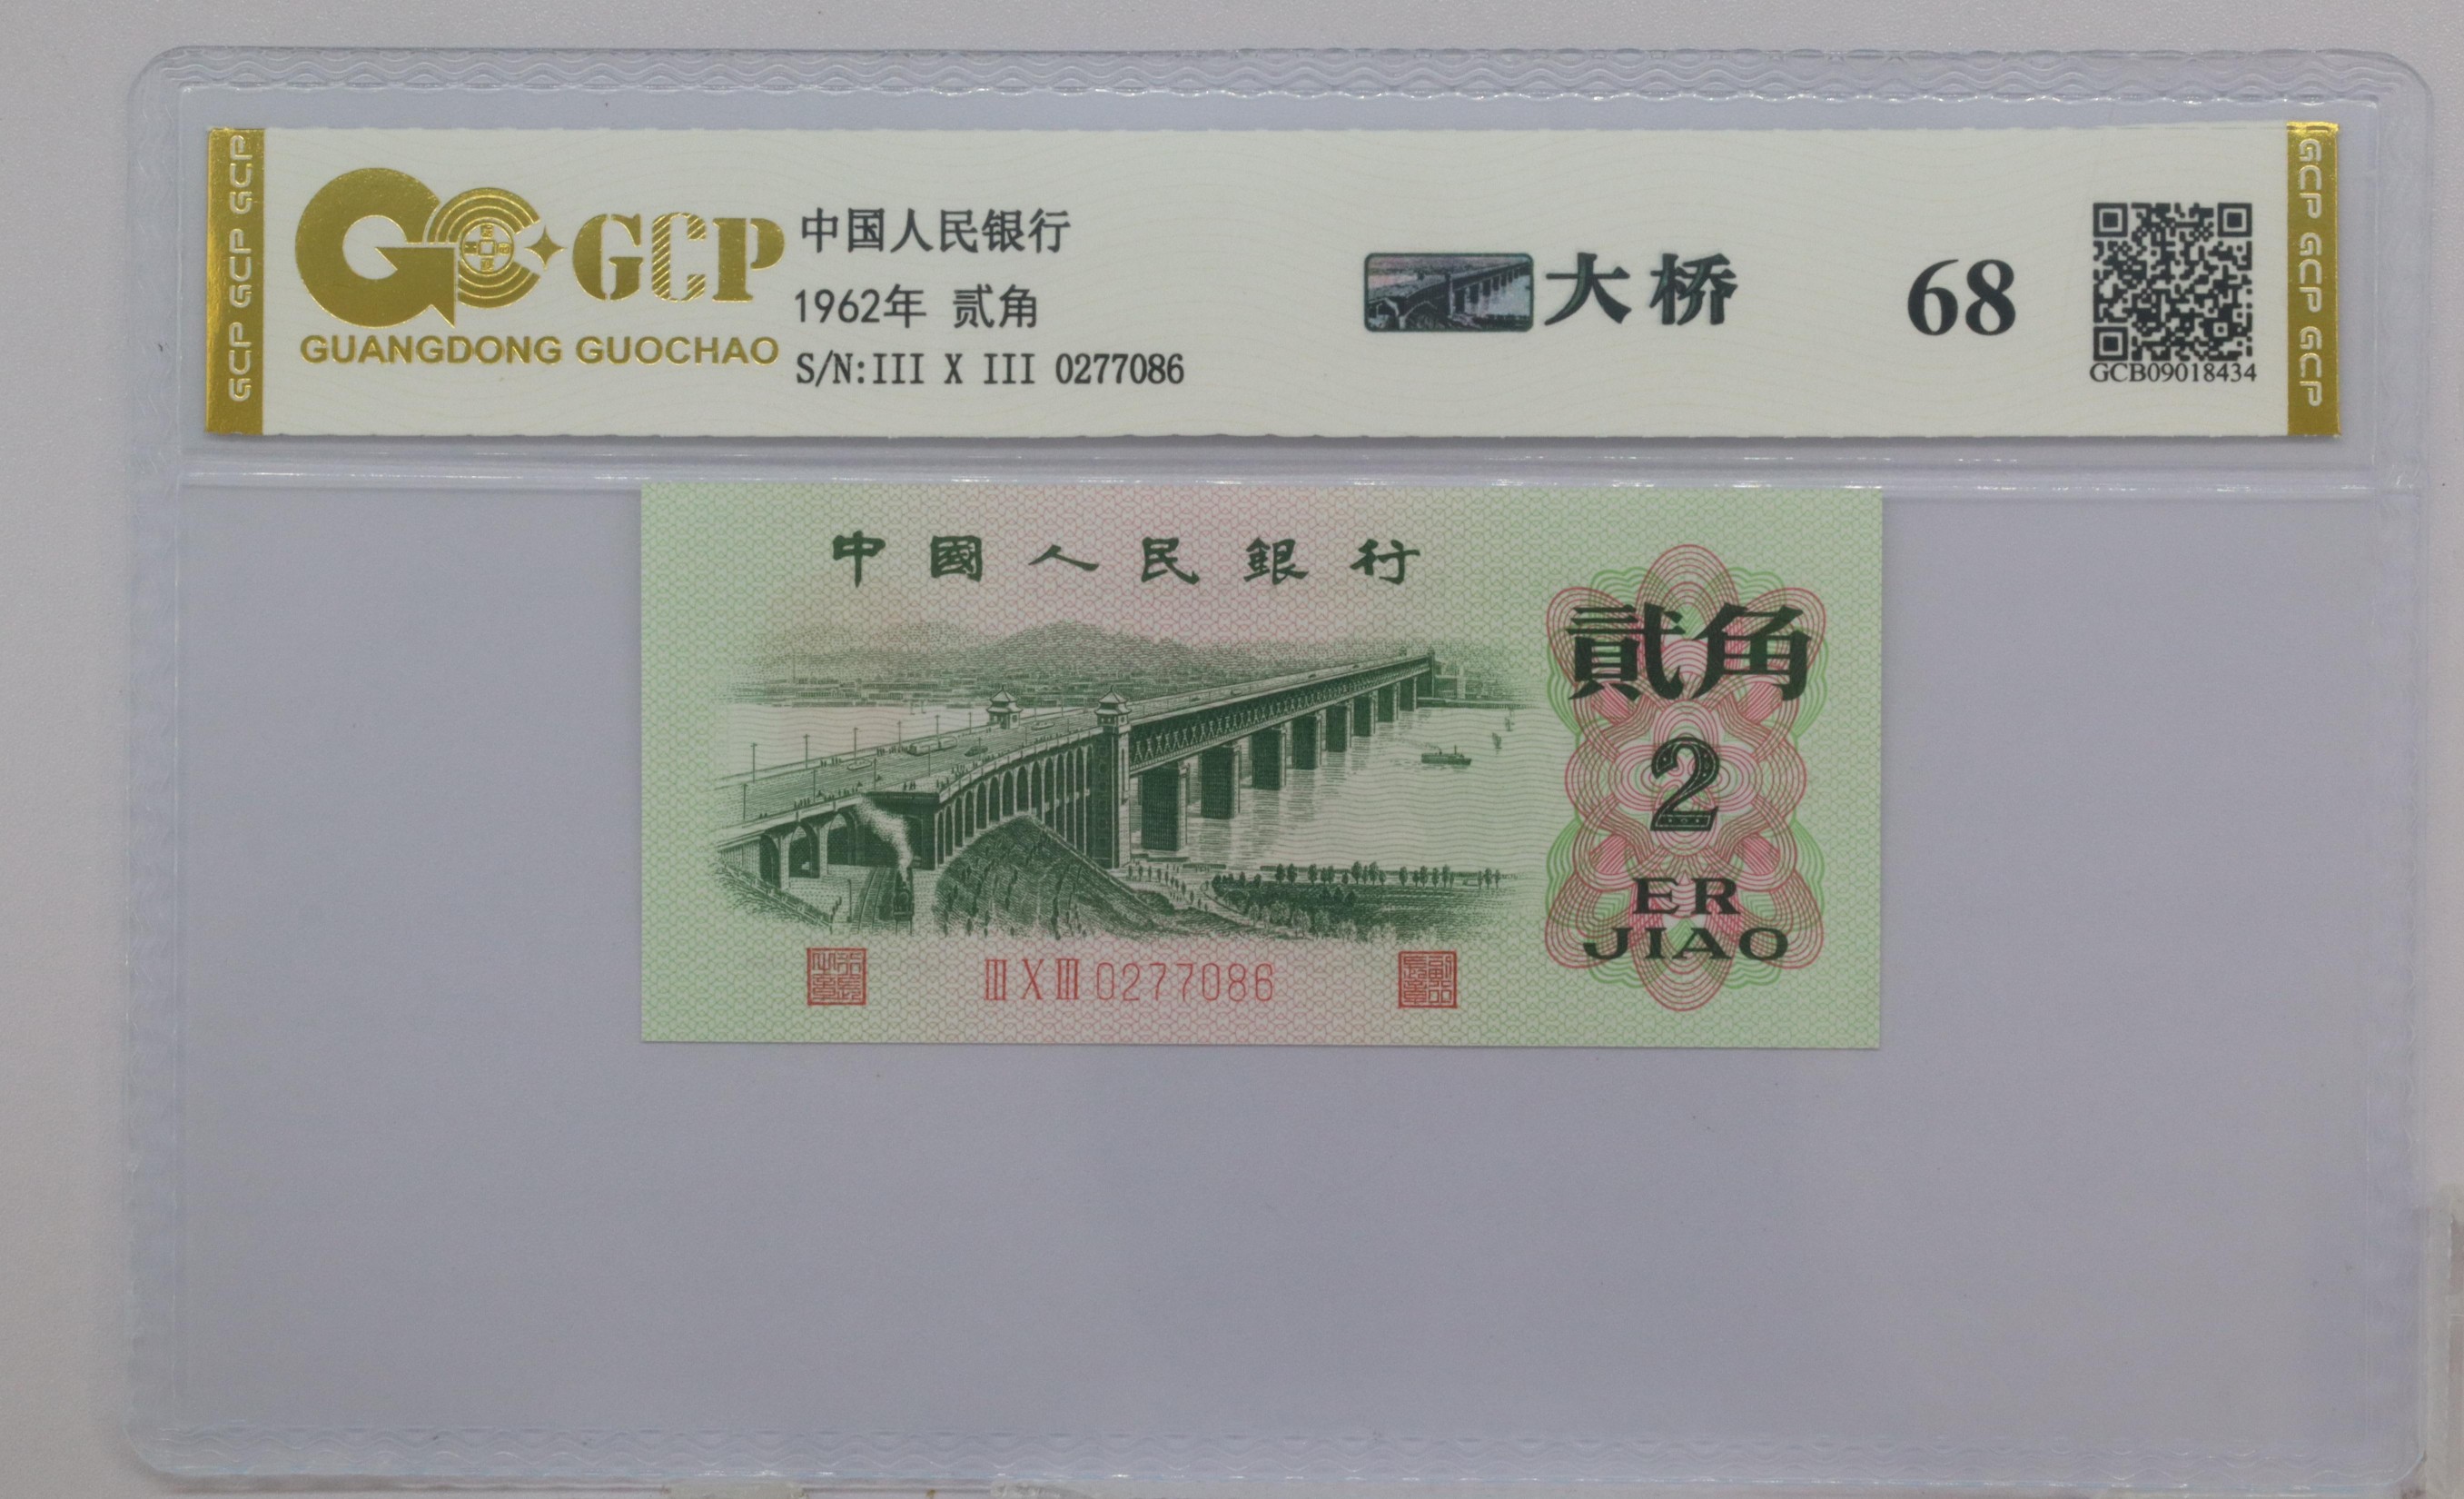 GCP GCP GCP
GCP
GUANGDONG GUOCHAO
中国人民银行
1962年 贰角
S/N:III X III 0277086
大桥
68
GCB09018434
GCP GCP GCP
中國人民銀行
貳角
2
ER
JIAO
III X III 0277086